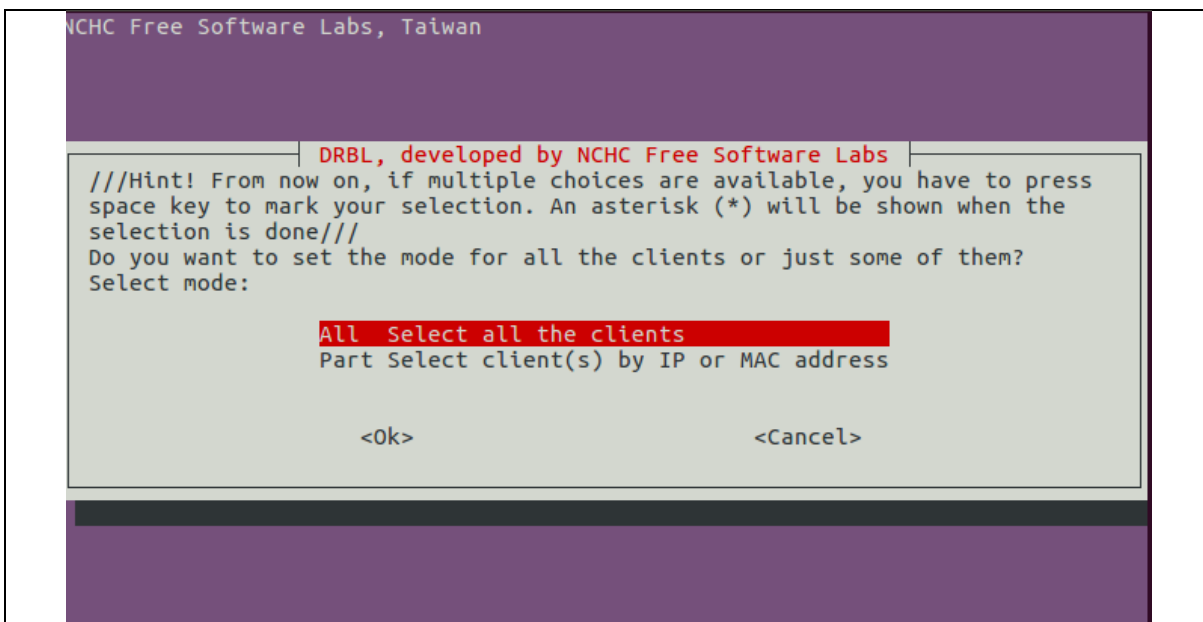 NCHC Free Software Labs, Taiwan
DRBL, developed by NCHC Free Software Labs
///Hint! From now on, if multiple choices are available, you have to press
space key to mark your selection. An asterisk (*) will be shown when the
selection is done///
Do you want to set the mode for all the clients or just some of them?
Select mode:
All Select all the clients
Part Select client(s) by IP or MAC address
<Ok> <Cancel>